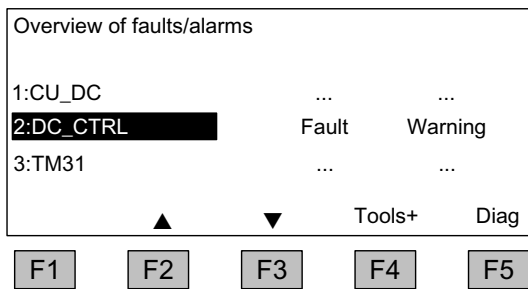 Overview of faults/alarms
1:CU_DC ... ...
2:DC_CTRL Fault Warning
3:TM31 ... ...
▲ ▼ Tools+ Diag
F1 F2 F3 F4 F5